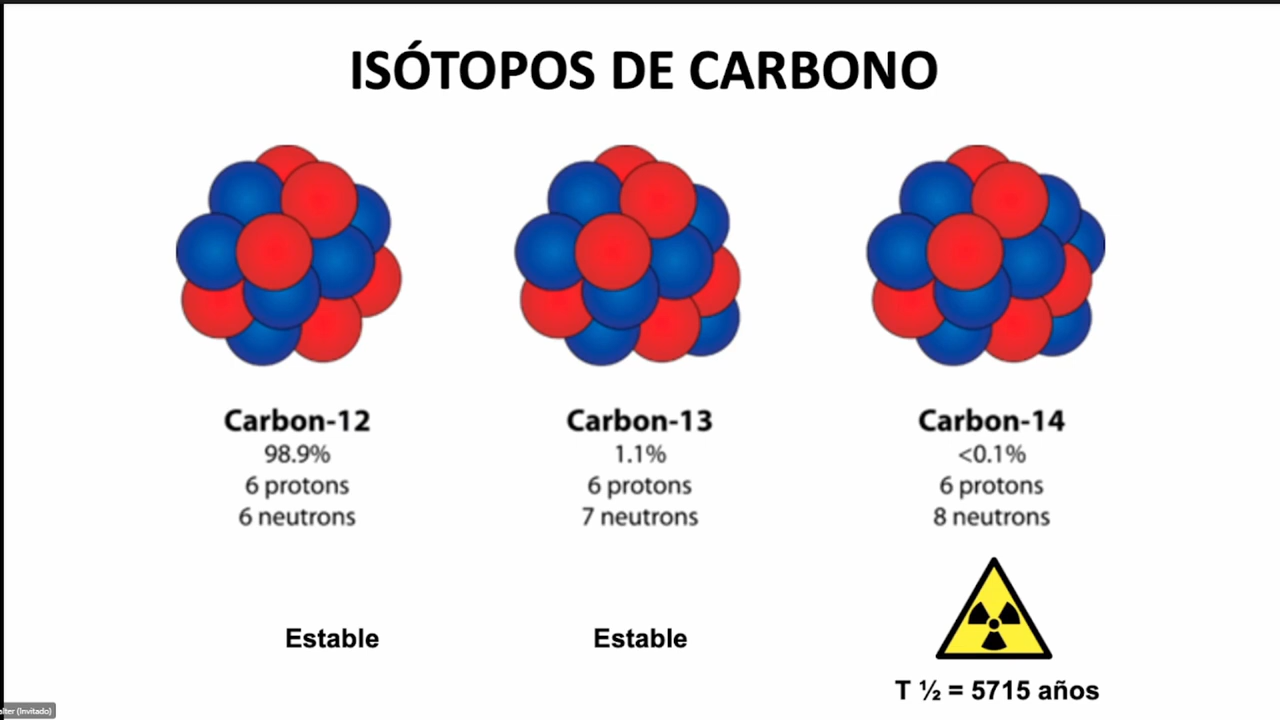 ISÓTOPOS DE CARBONO
Carbon-12
98.9%
6 protons
6 neutrons
Estable
Carbon-13
1.1%
6 protons
7 neutrons
Estable
Carbon-14
<0.1%
6 protons
8 neutrons
T ½ = 5715 años
(Invitado)